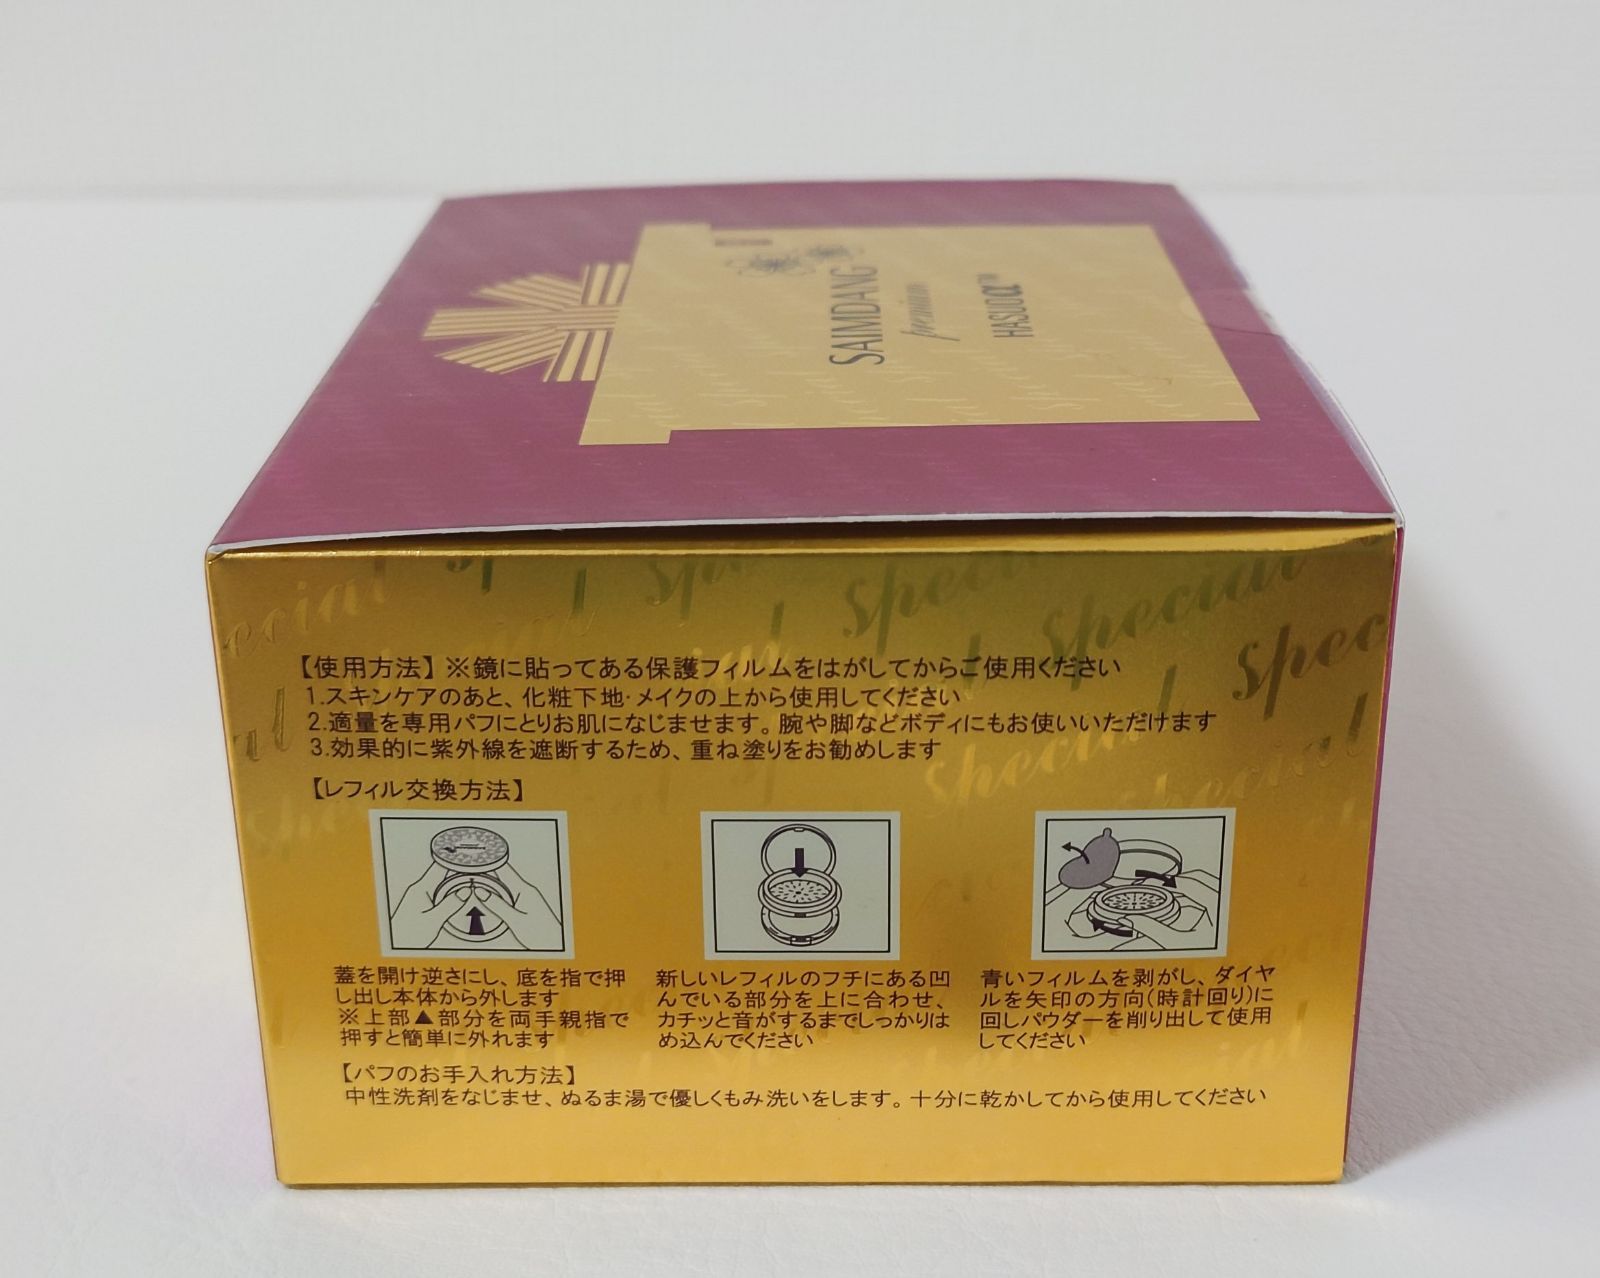 SAIMDANG
premium
HASUOα™
【使用方法】※鏡に貼ってある保護フィルムをはがしてからご使用ください
1.スキンケアのあと、化粧下地・メイクの上から使用してください
2.適量を専用パフにとりお肌になじませます。腕や脚などボディにもお使いいただけます
3.効果的に紫外線を遮断するため、重ね塗りをお勧めします
【レフィル交換方法】
蓋を開け逆さにし、底を指で押
し出し本体から外します
※上部▲部分を両手親指で
押すと簡単に外れます
新しいレフィルのフチにある凹
んでいる部分を上に合わせ、
カチッと音がするまでしっかりは
め込んでください
青いフィルムを剥がし、ダイヤ
ルを矢印の方向(時計回り)に
回しパウダーを削り出して使用
してください
【パフのお手入れ方法】
中性洗剤をなじませ、ぬるま湯で優しくもみ洗いをします。十分に乾かしてから使用してください
Special
Special
Special